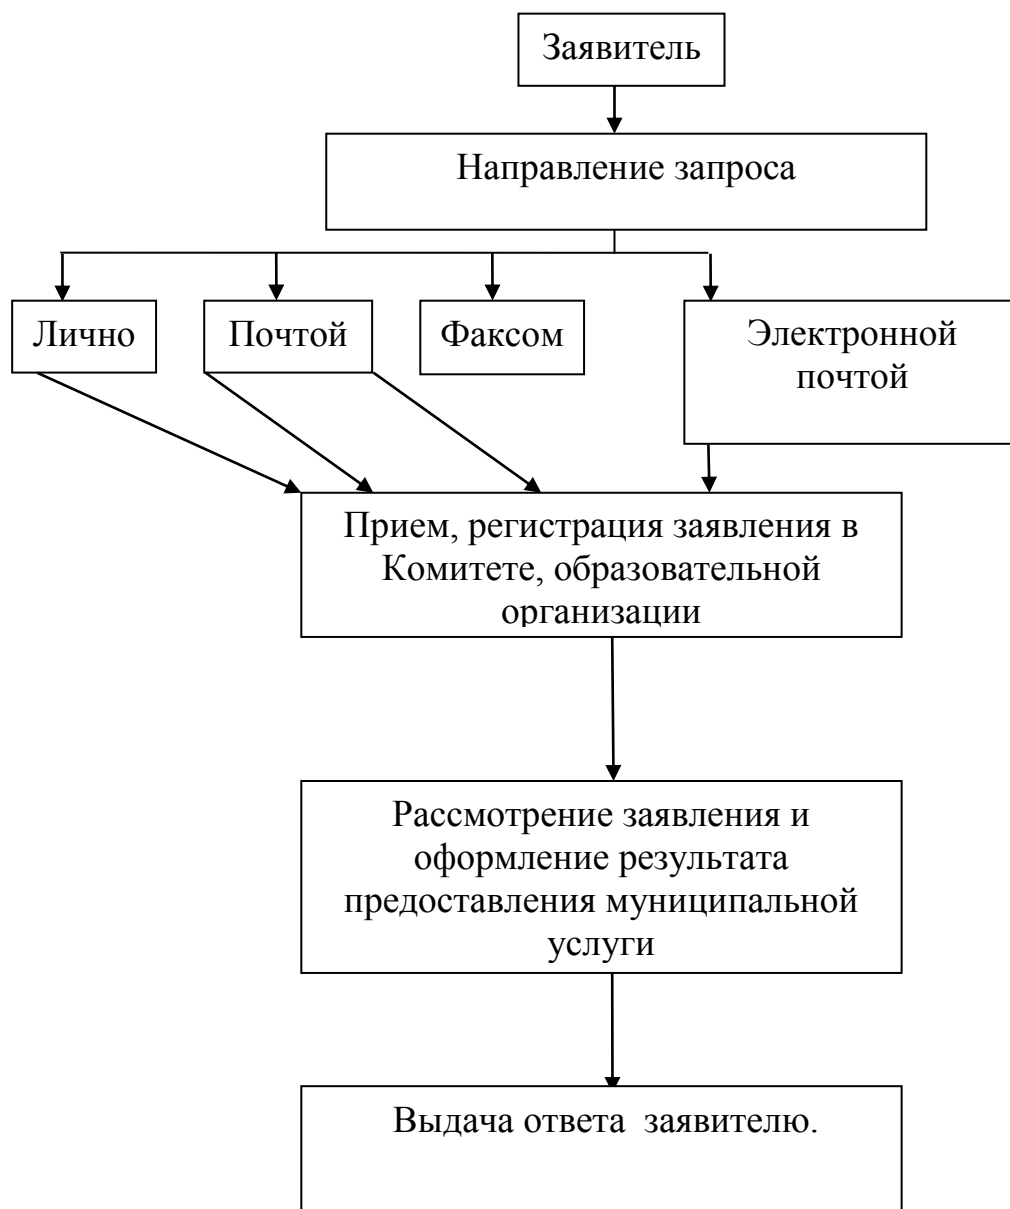 Заявитель
Направление запроса
Лично
Почтой
Факсом
Электронной
почтой
Прием, регистрация заявления в
Комитете, образовательной
организации
Рассмотрение заявления и
оформление результата
предоставления муниципальной
услуги
Выдача ответа  заявителю.